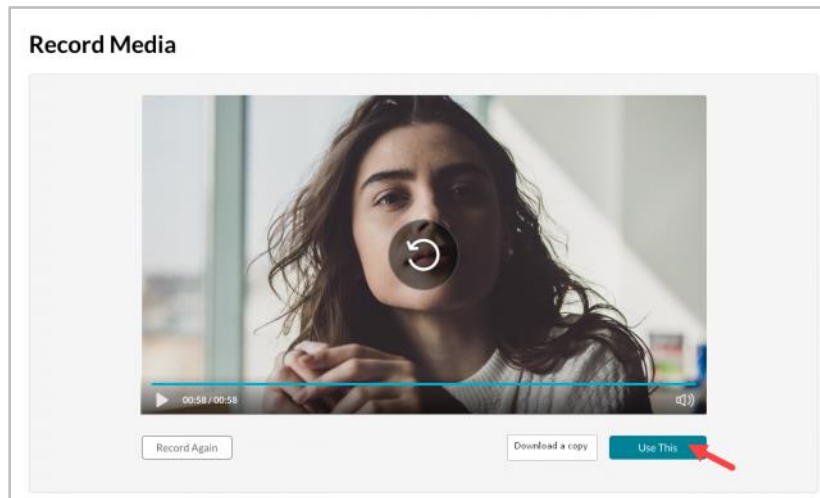 Record Media
00:58 / 00:58
Record Again
Download a copy
Use This